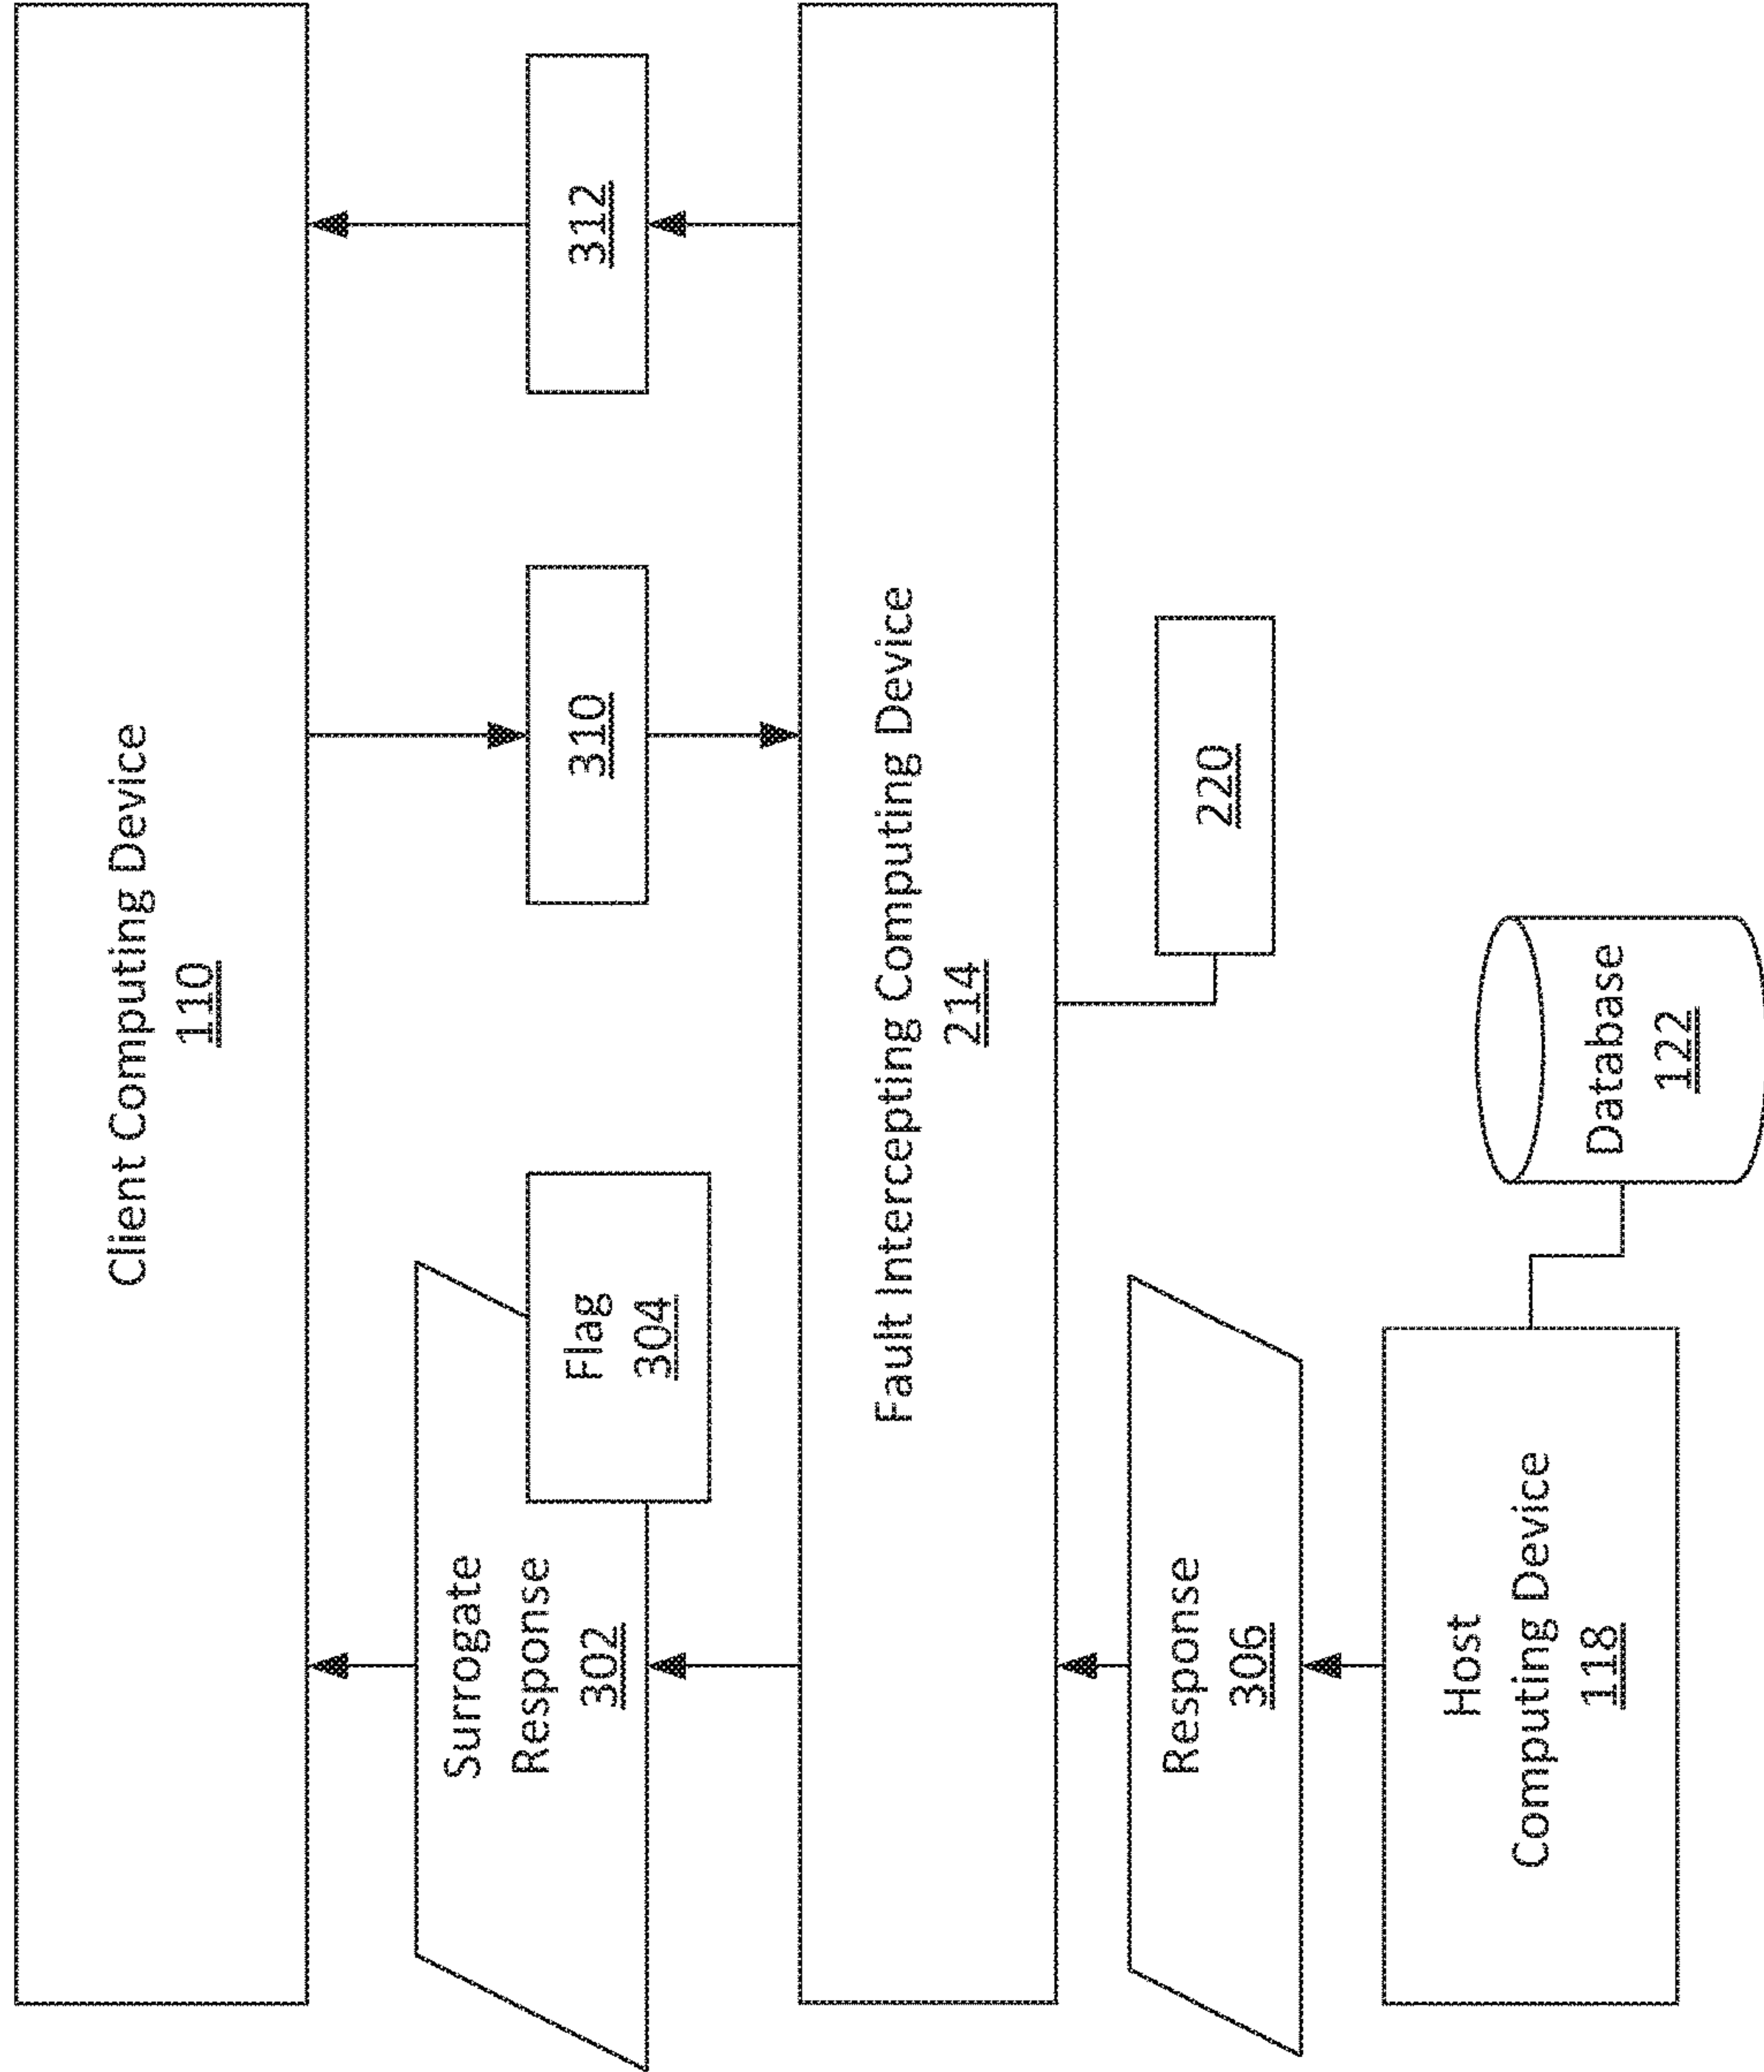 Client Computing Device
110
Surrogate
Response
302
Flag
304
310
312
Fault Intercepting Computing Device
214
Response
306
220
Host
Computing Device
118
Database
122